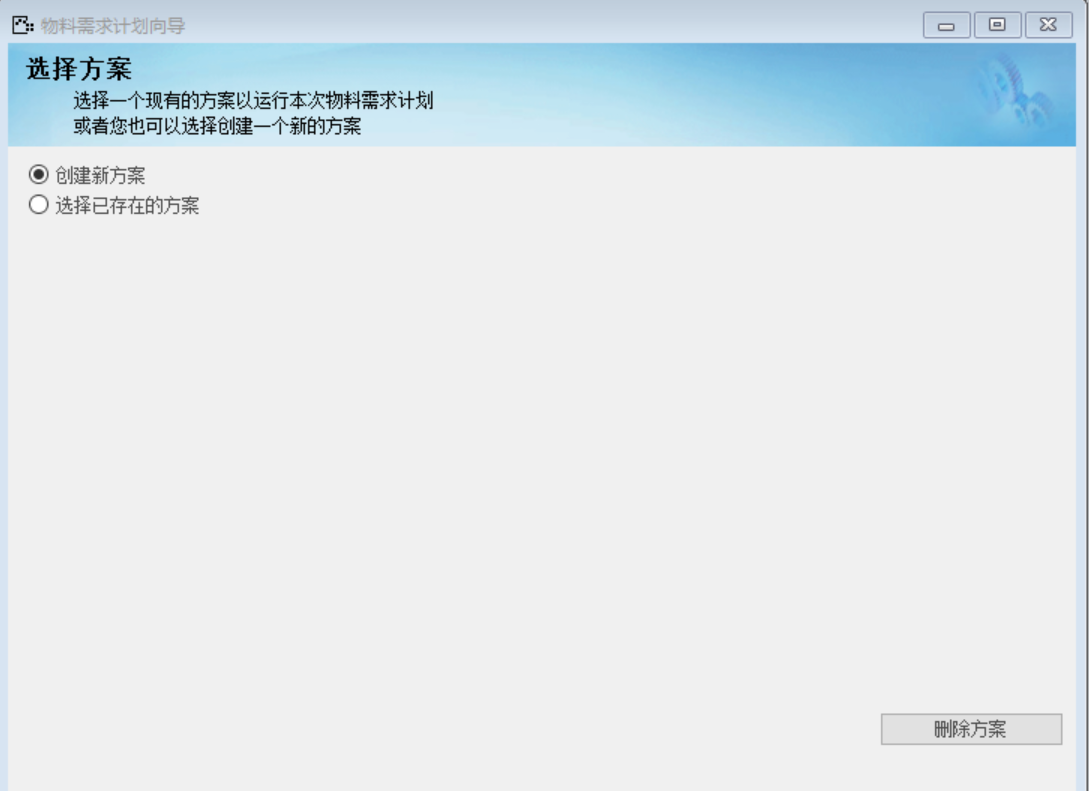 物料需求计划向导
选择方案
选择一个现有的方案以运行本次物料需求计划
或者您也可以选择创建一个新的方案
创建新方案
选择已存在的方案
删除方案